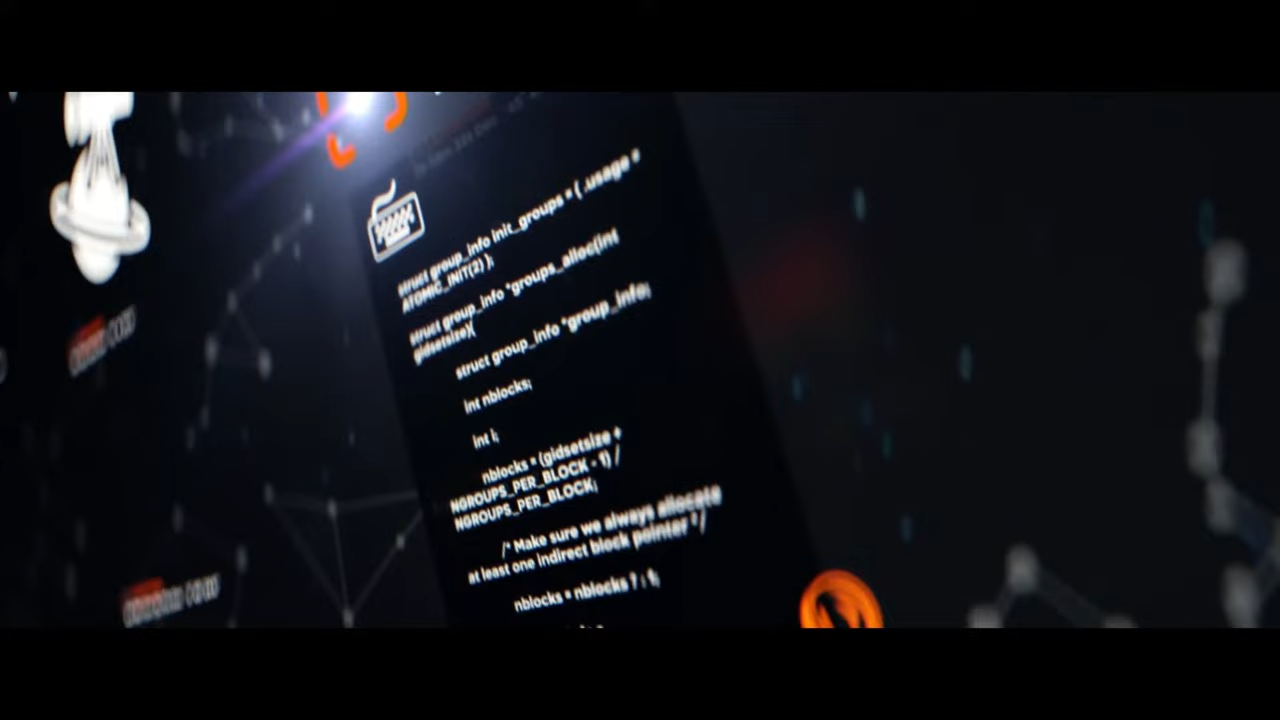 struct group_info init_groups = { .usage =
ATOMIC_INIT(2) };
struct group_info *groups_alloc(int
gidsetsize){
struct group_info *group_info;
int nblocks;
int i;
nblocks = (gidsetsize +
NGROUPS_PER_BLOCK - 1) /
NGROUPS_PER_BLOCK;
/* Make sure we always allocate
at least one indirect block pointer */
nblocks = nblocks ? : 1;